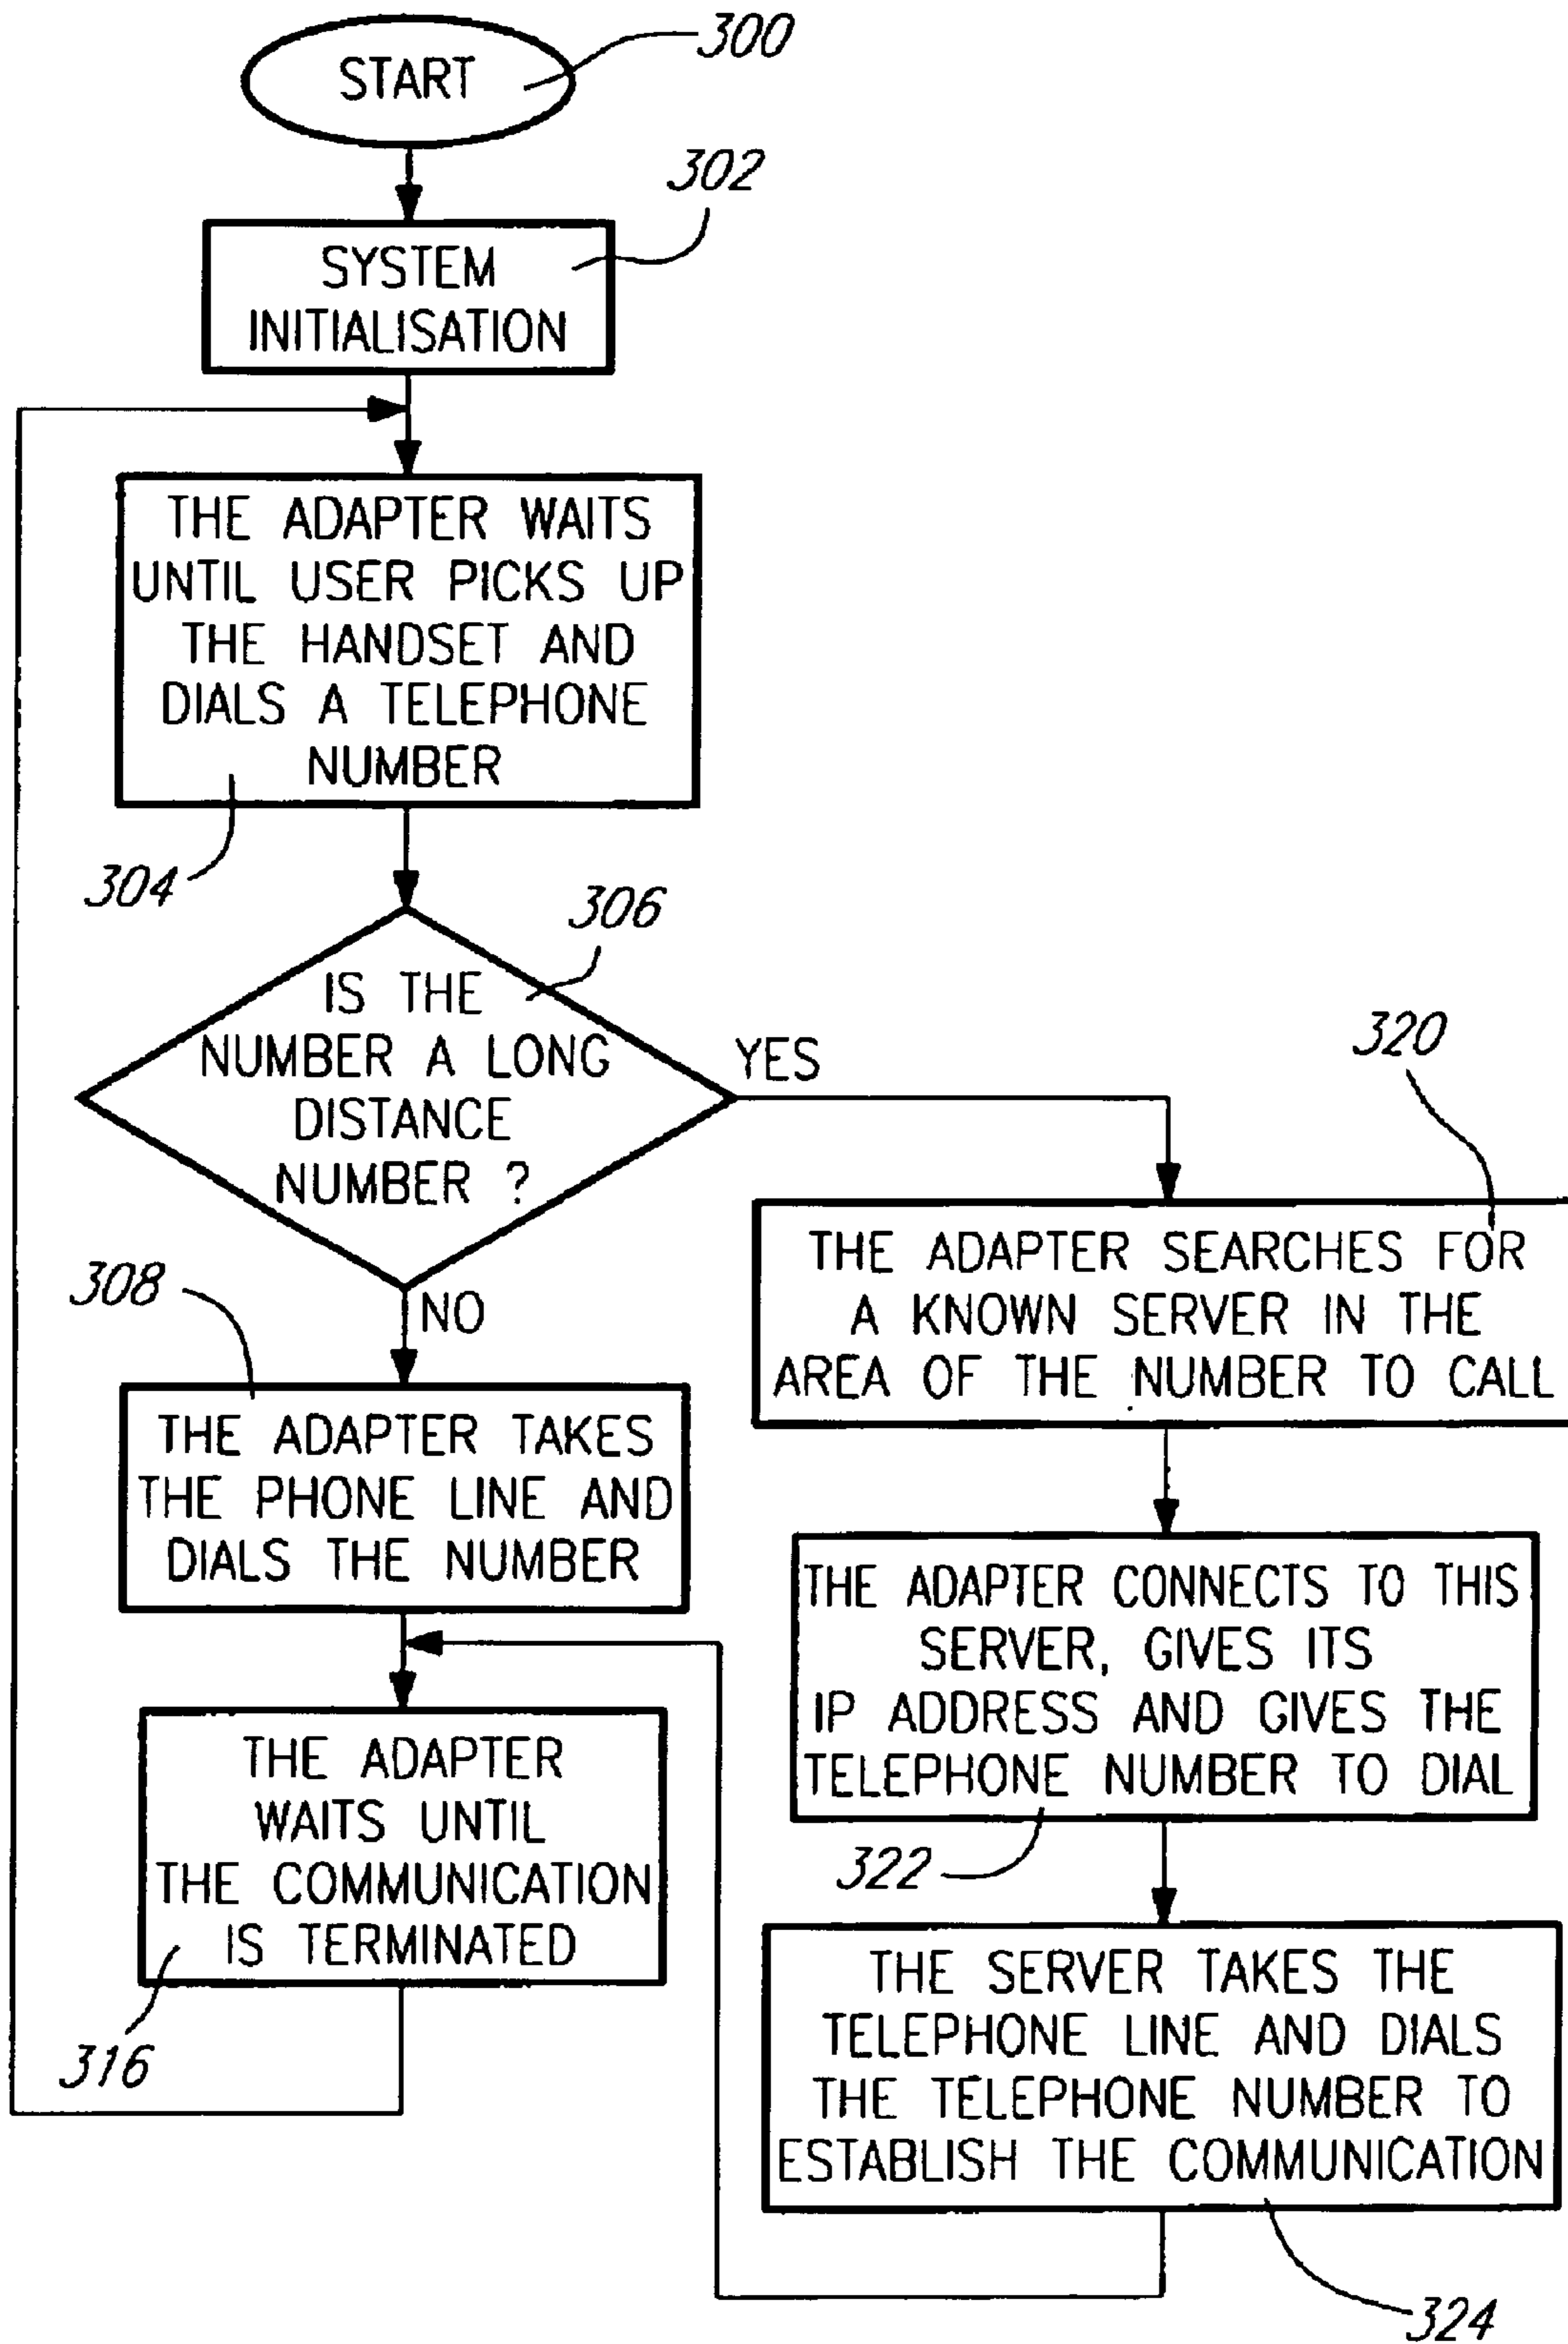 START
300
302
SYSTEM
INITIALISATION
THE ADAPTER WAITS
UNTIL USER PICKS UP
THE HANDSET AND
DIALS A TELEPHONE
NUMBER
304
306
IS THE
NUMBER A LONG
DISTANCE
NUMBER ?
YES
NO
308
THE ADAPTER TAKES
THE PHONE LINE AND
DIALS THE NUMBER
THE ADAPTER
WAITS UNTIL
THE COMMUNICATION
IS TERMINATED
316
320
THE ADAPTER SEARCHES FOR
A KNOWN SERVER IN THE
AREA OF THE NUMBER TO CALL
THE ADAPTER CONNECTS TO THIS
SERVER, GIVES ITS
IP ADDRESS AND GIVES THE
TELEPHONE NUMBER TO DIAL
322
THE SERVER TAKES THE
TELEPHONE LINE AND DIALS
THE TELEPHONE NUMBER TO
ESTABLISH THE COMMUNICATION
324